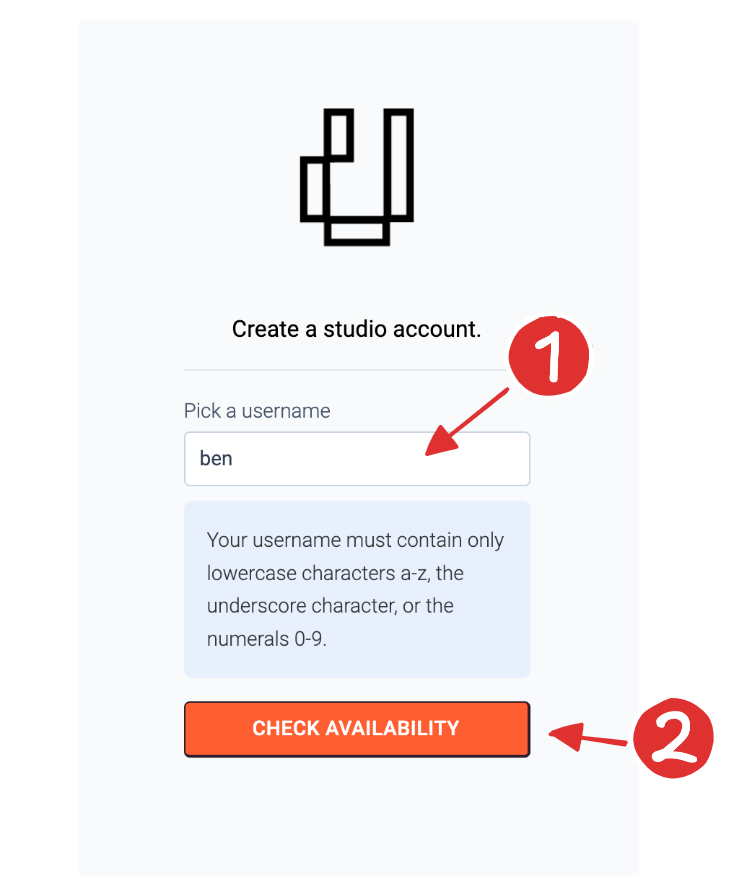 Create a studio account.
1
Pick a username
ben
Your username must contain only
lowercase characters a-z, the
underscore character, or the
numerals 0-9.
CHECK AVAILABILITY
2